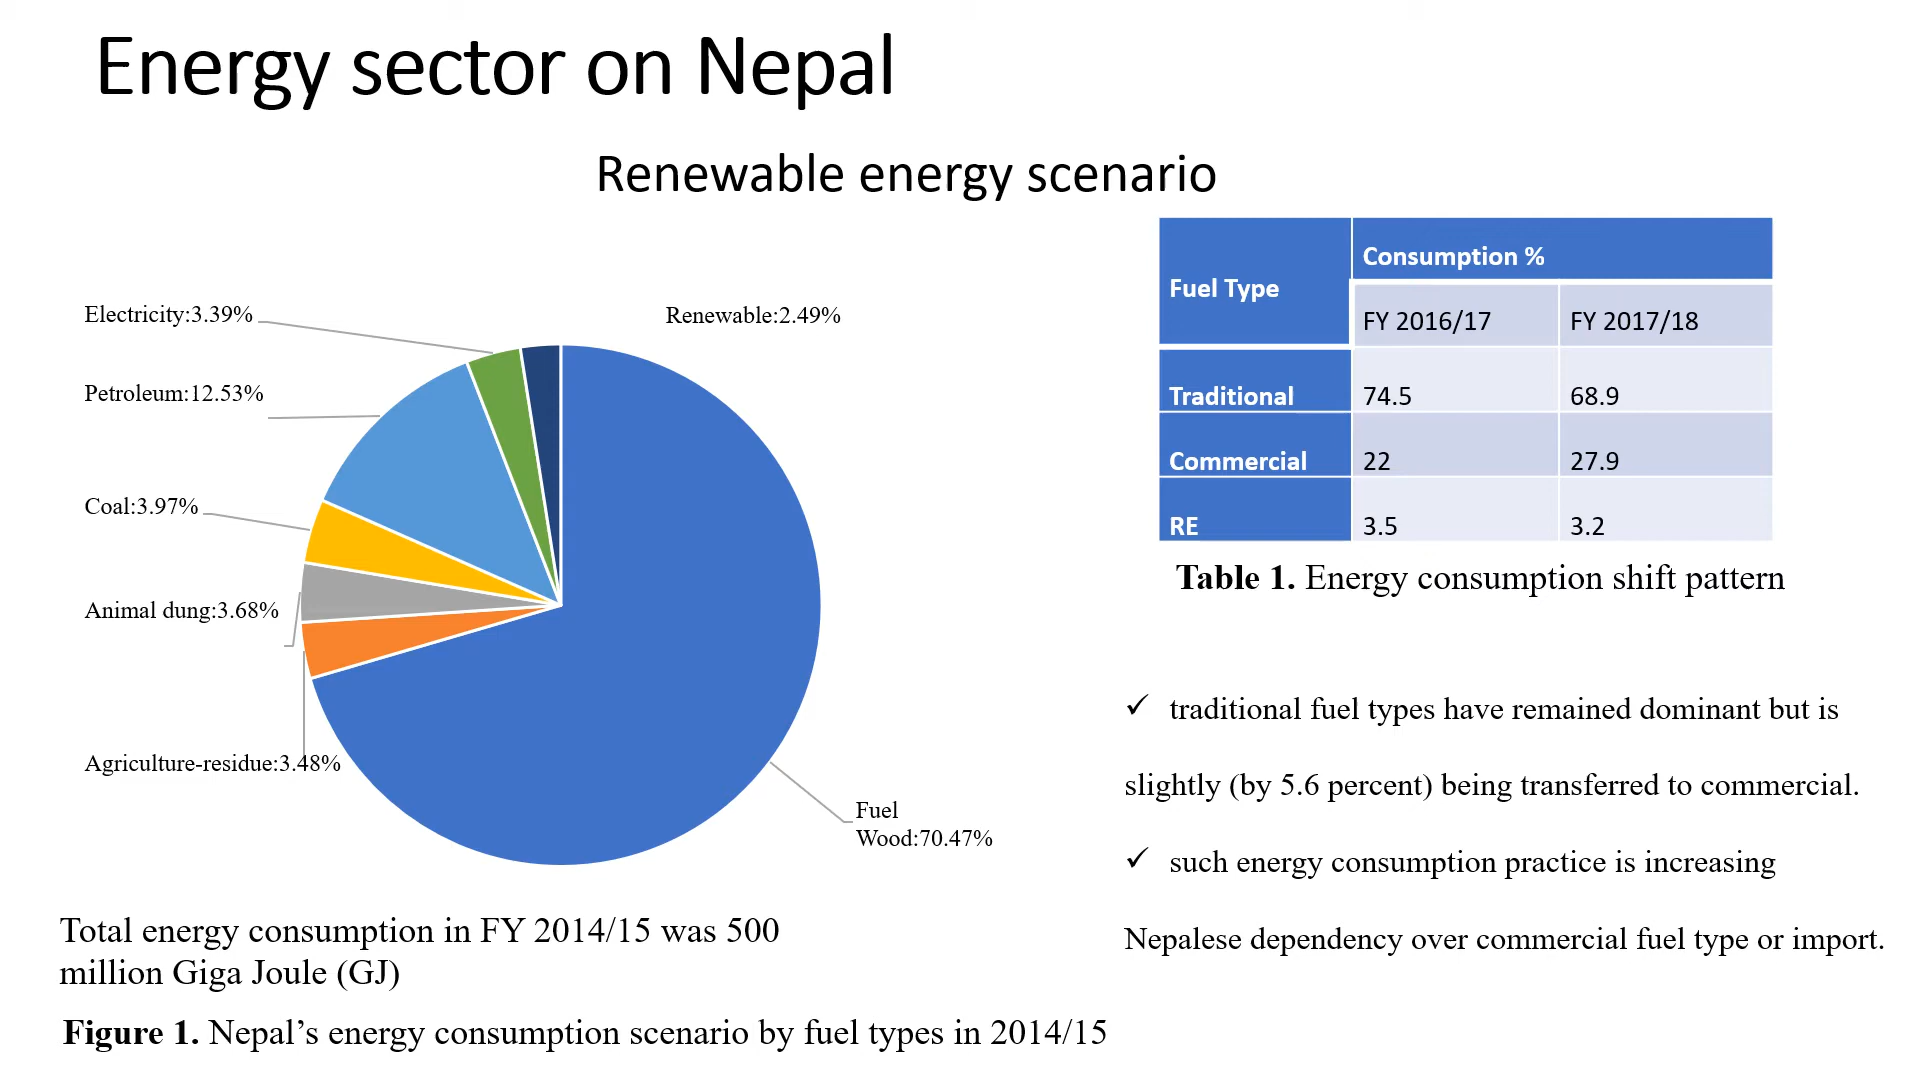 Energy sector on Nepal
Renewable energy scenario
Electricity:3.39%
Renewable:2.49%
Petroleum:12.53%
Coal:3.97%
Animal dung:3.68%
Agriculture-residue:3.48%
Fuel
Wood:70.47%
Total energy consumption in FY 2014/15 was 500
million Giga Joule (GJ)
Figure 1. Nepal’s energy consumption scenario by fuel types in 2014/15
Fuel Type
Consumption %
FY 2016/17 FY 2017/18
Traditional 74.5 68.9
Commercial 22 27.9
RE 3.5 3.2
Table 1. Energy consumption shift pattern
✓ traditional fuel types have remained dominant but is
slightly (by 5.6 percent) being transferred to commercial.
✓ such energy consumption practice is increasing
Nepalese dependency over commercial fuel type or import.